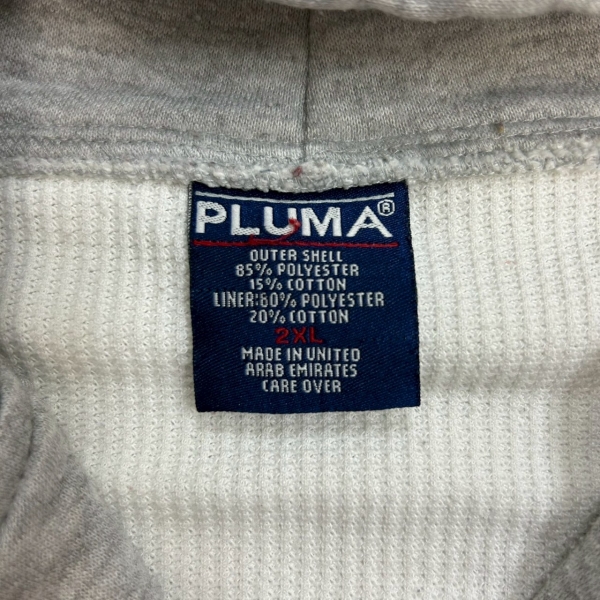 PLUMA®
OUTER SHELL
85% POLYESTER
15% COTTON
LINER:80% POLYESTER
20% COTTON
2XL
MADE IN UNITED
ARAB EMIRATES
CARE OVER